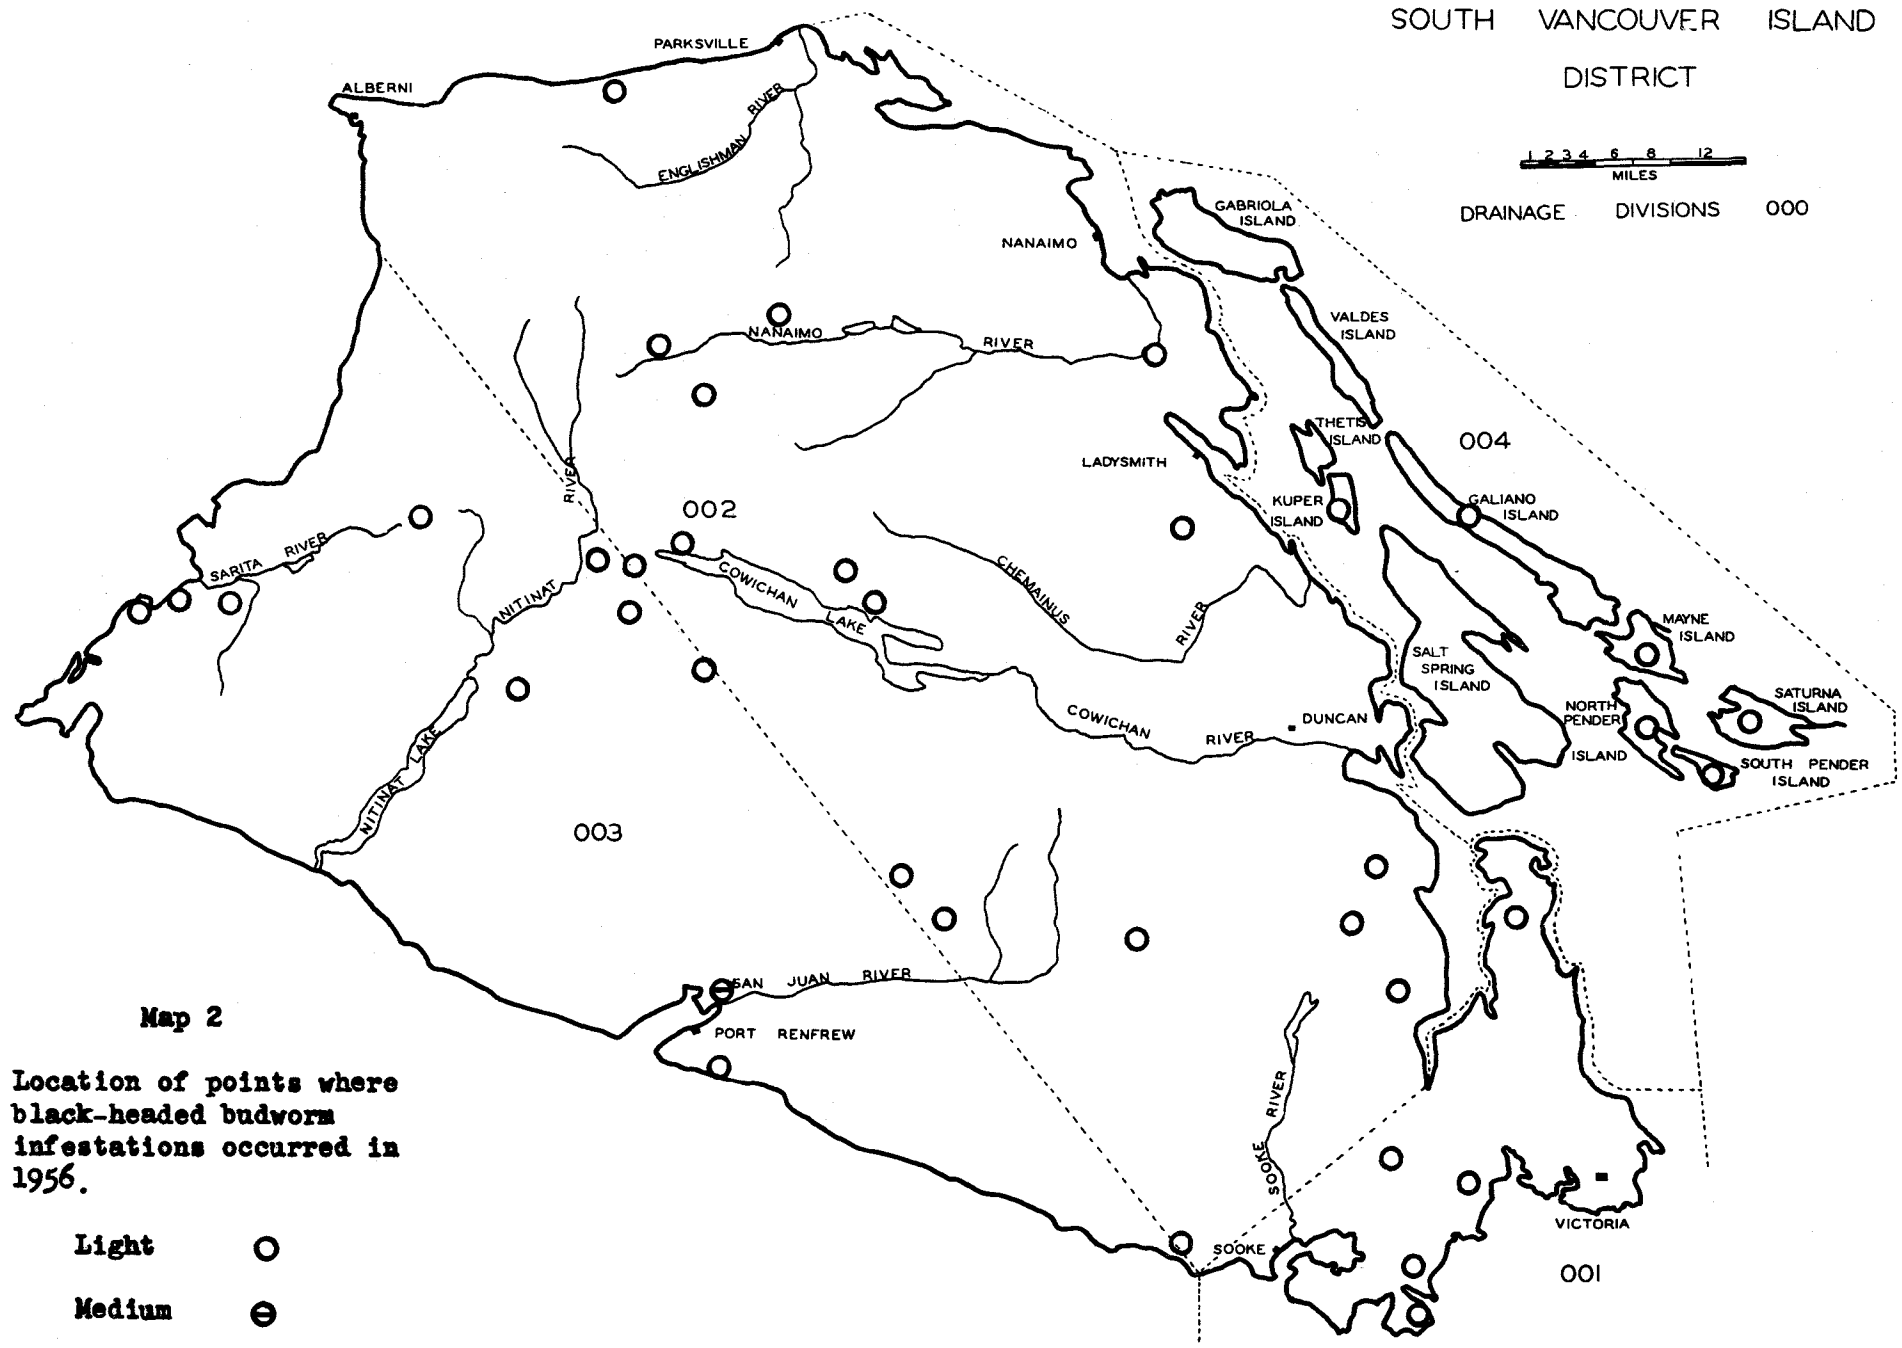 SOUTH VANCOUVER ISLAND
DISTRICT
1 2 3 4 6 8 12
MILES
DRAINAGE DIVISIONS 000
PARKSVILLE
ALBERNI
ENGLISHMAN RIVER
GABRIOLA
ISLAND
NANAIMO
VALDES
ISLAND
NANAIMO RIVER
THETIS
ISLAND
004
LADYSMITH
RIVER
002
KUPER
ISLAND
GALIANO
ISLAND
SARITA RIVER
NITINAT
COWICHAN
LAKE
CHEMAINUS
RIVER
MAYNE
ISLAND
SALT
SPRING
ISLAND
NORTH
PENDER
ISLAND
SATURNA
ISLAND
COWICHAN RIVER
DUNCAN
SOUTH PENDER
ISLAND
NITINAT LAKE
003
SAN JUAN RIVER
PORT RENFREW
Map 2
Location of points where
black-headed budworm
infestations occurred in
1956.
Light
Medium
SOOKE RIVER
SOOKE
VICTORIA
001